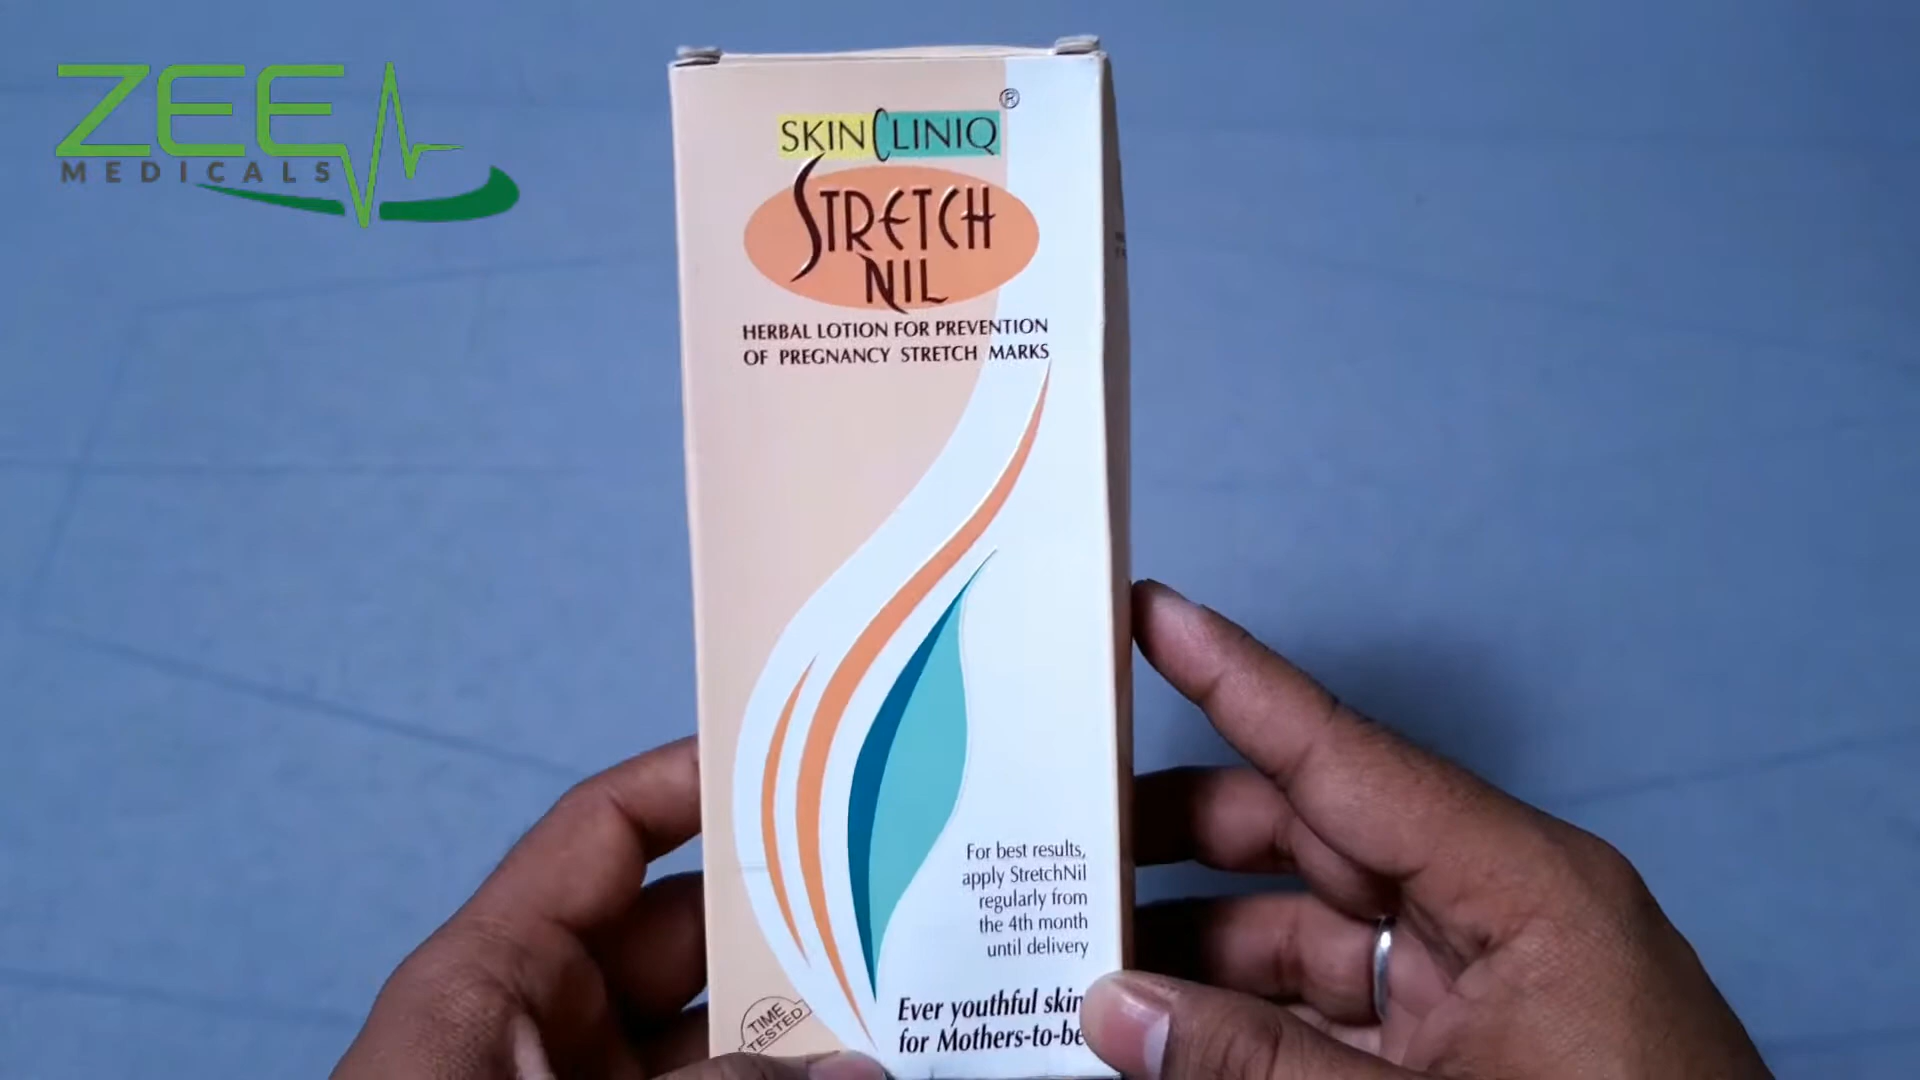 ZEE
MEDICALS
SKINCLINIQ®
STRETCH
NIL
HERBAL LOTION FOR PREVENTION
OF PREGNANCY STRETCH MARKS
For best results,
apply StretchNil
regularly from
the 4th month
until delivery
Ever youthful skin
for Mothers-to-be
TIME
TESTED